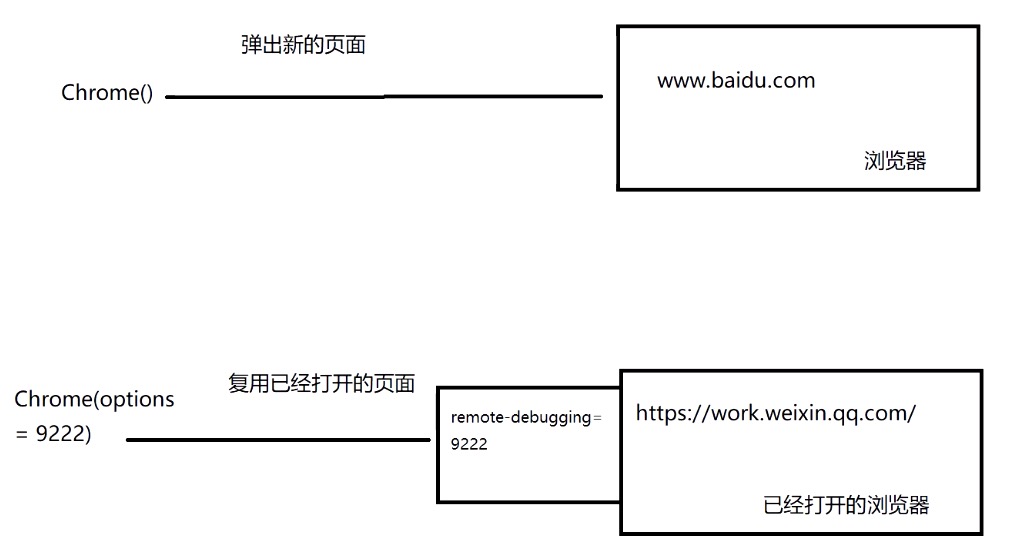 弹出新的页面
Chrome()
www.baidu.com
浏览器
复用已经打开的页面
Chrome(options
= 9222)
remote-debugging=
9222
https://work.weixin.qq.com/
已经打开的浏览器